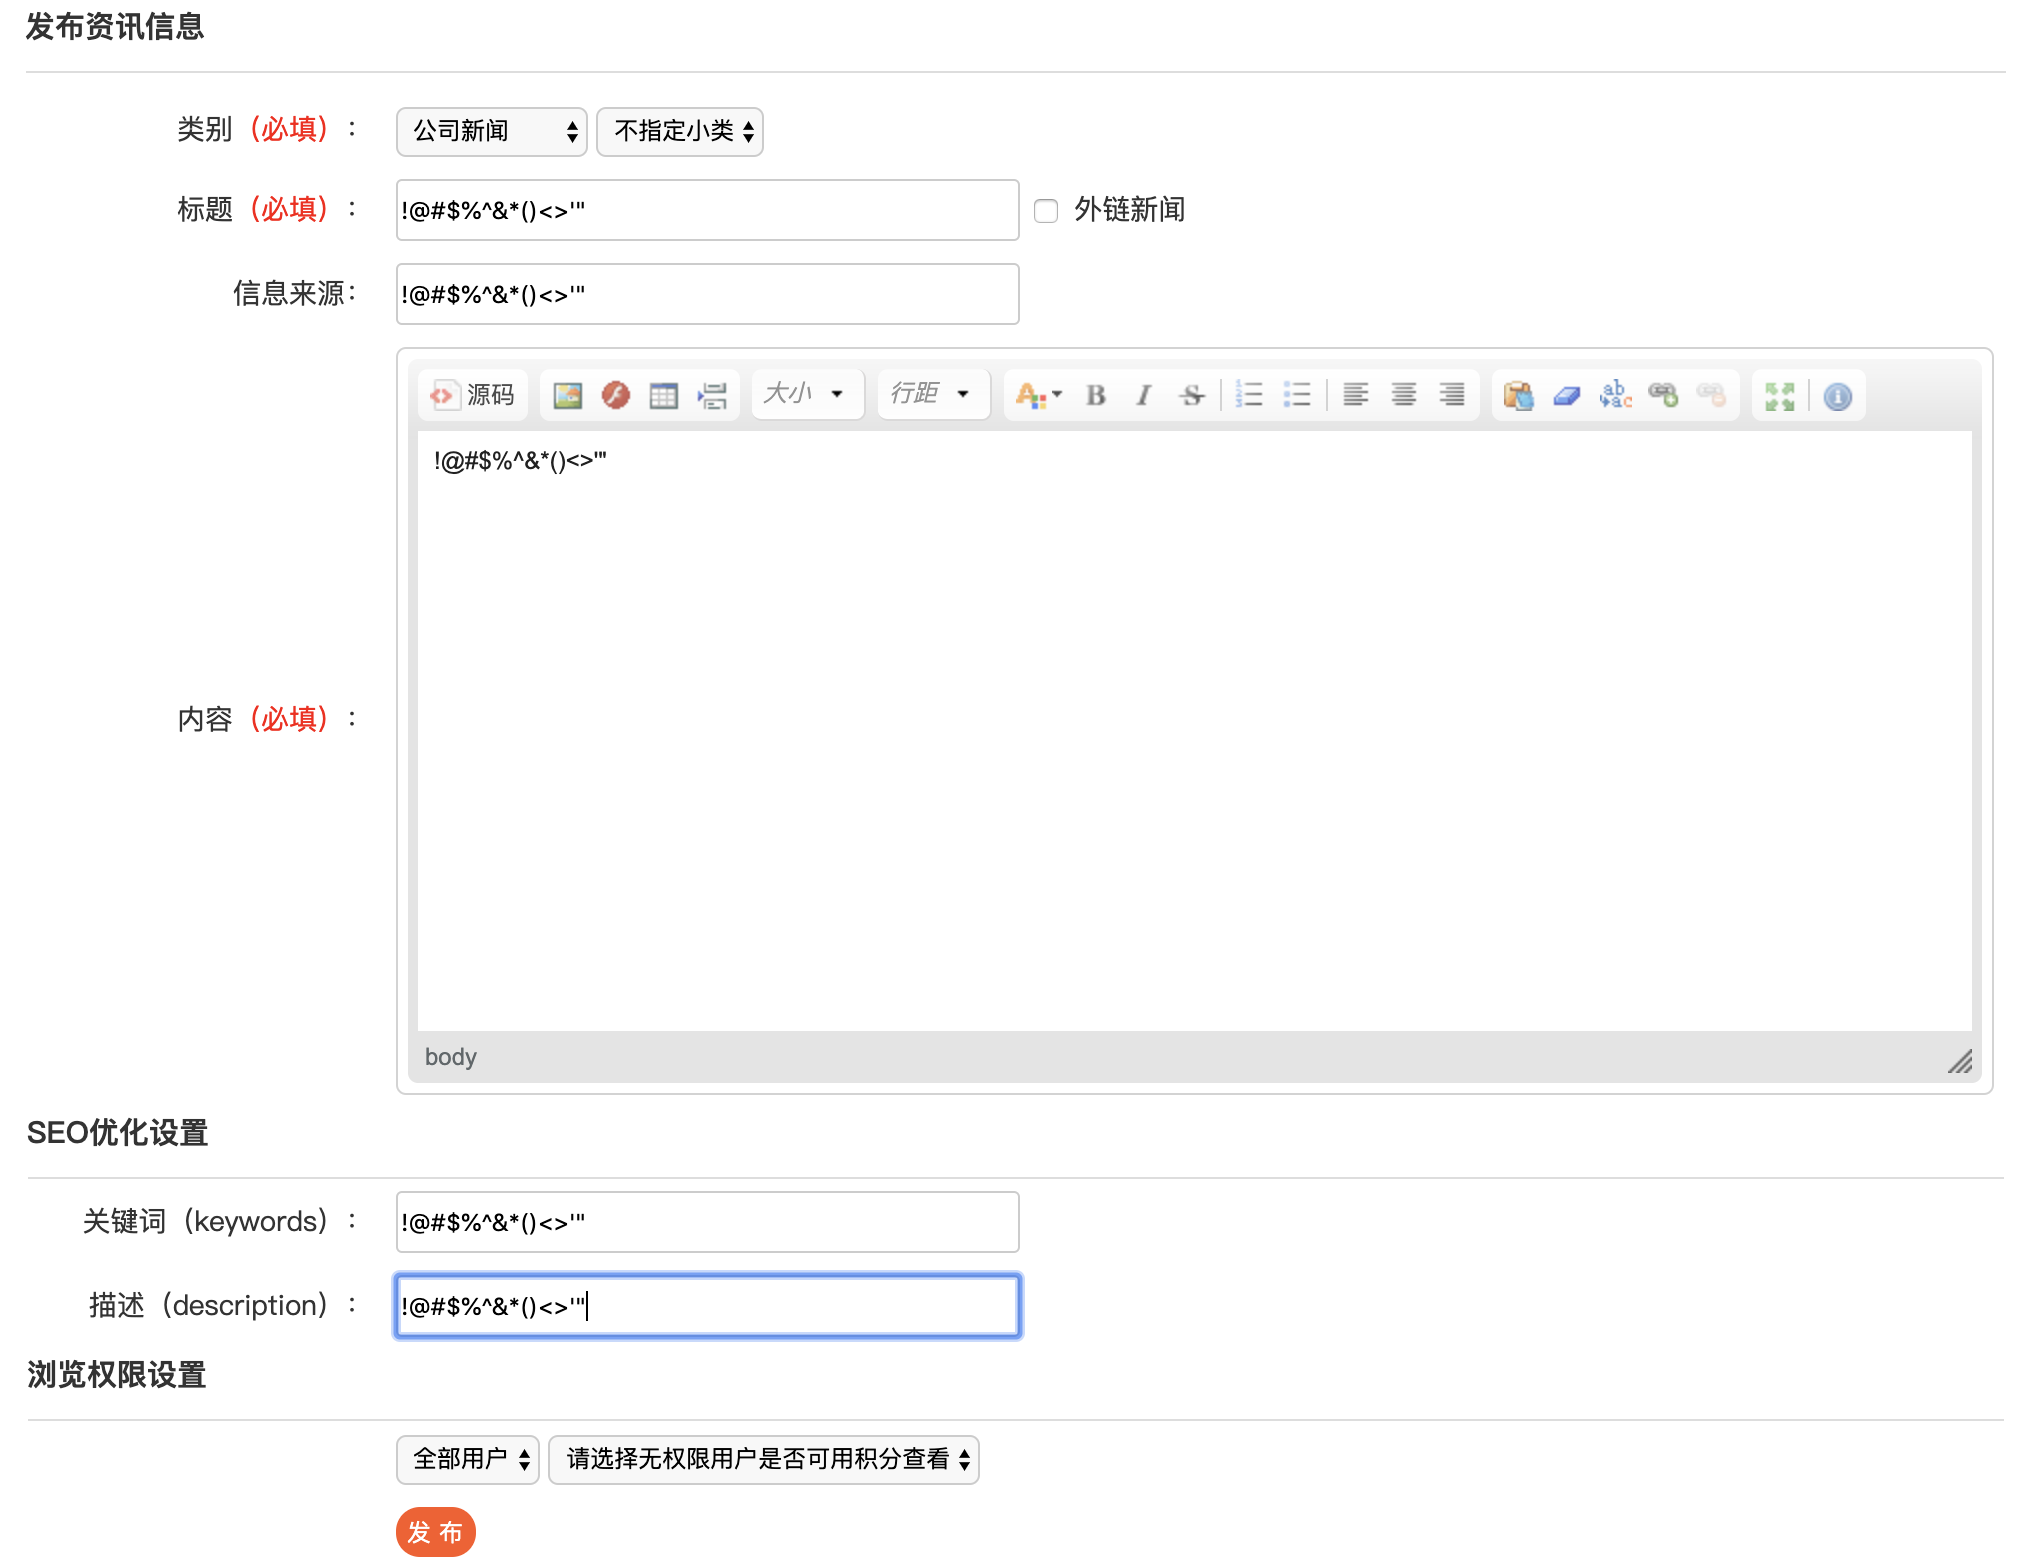 发布资讯信息
类别（必填）： 公司新闻 不指定小类
标题（必填）： !@#$%^&*()<>'" 外链新闻
信息来源： !@#$%^&*()<>'"
源码 大小 行距
!@#$%^&*()<>'"
内容（必填）：
body
SEO优化设置
关键词（keywords）： !@#$%^&*()<>'"
描述（description）： !@#$%^&*()<>'"
浏览权限设置
全部用户 请选择无权限用户是否可用积分查看
发 布